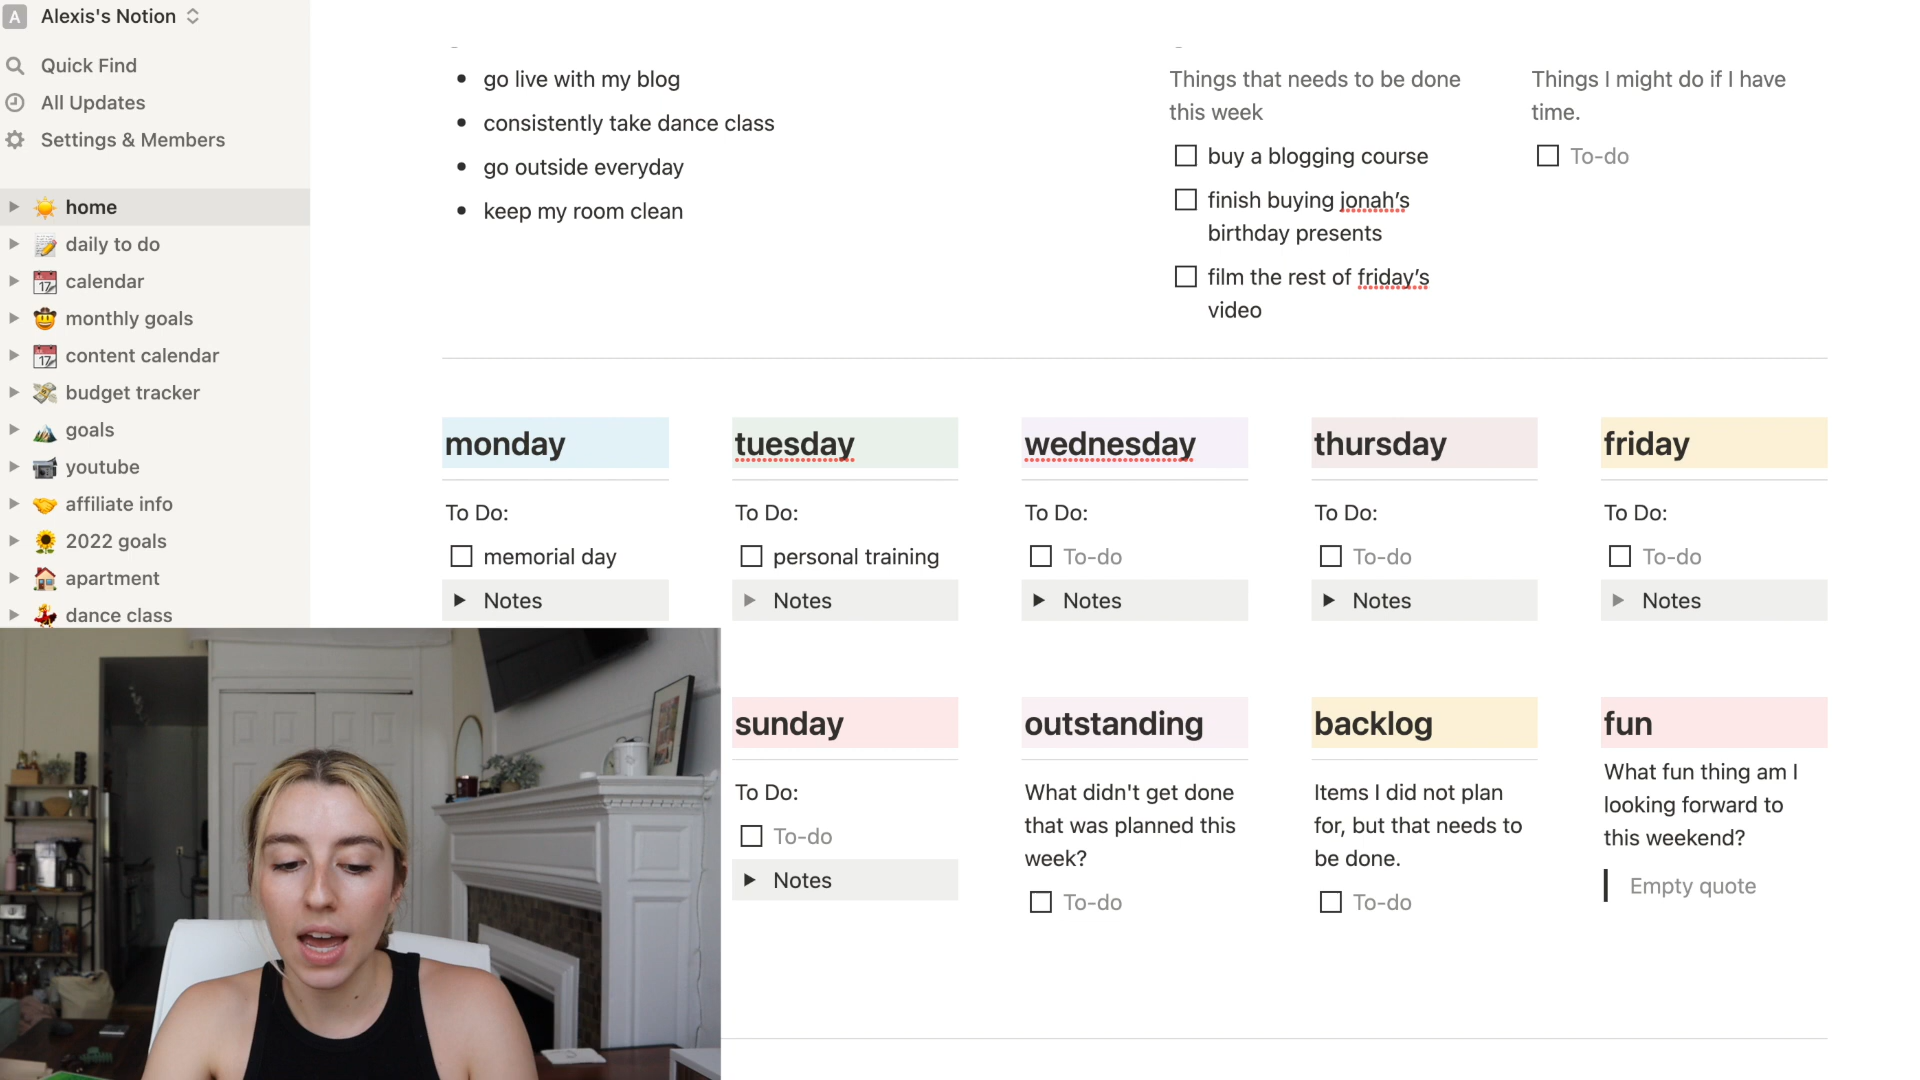 A Alexis's Notion
Quick Find
All Updates
Settings & Members
home
daily to do
calendar
monthly goals
content calendar
budget tracker
goals
youtube
affiliate info
2022 goals
apartment
dance class
go live with my blog
consistently take dance class
go outside everyday
keep my room clean
Things that needs to be done
this week
buy a blogging course
finish buying jonah’s
birthday presents
film the rest of friday’s
video
Things I might do if I have
time.
To-do
monday
To Do:
memorial day
Notes
tuesday
To Do:
personal training
Notes
wednesday
To Do:
To-do
Notes
thursday
To Do:
To-do
Notes
friday
To Do:
To-do
Notes
sunday
To Do:
To-do
Notes
outstanding
What didn't get done
that was planned this
week?
To-do
backlog
Items I did not plan
for, but that needs to
be done.
To-do
fun
What fun thing am I
looking forward to
this weekend?
Empty quote